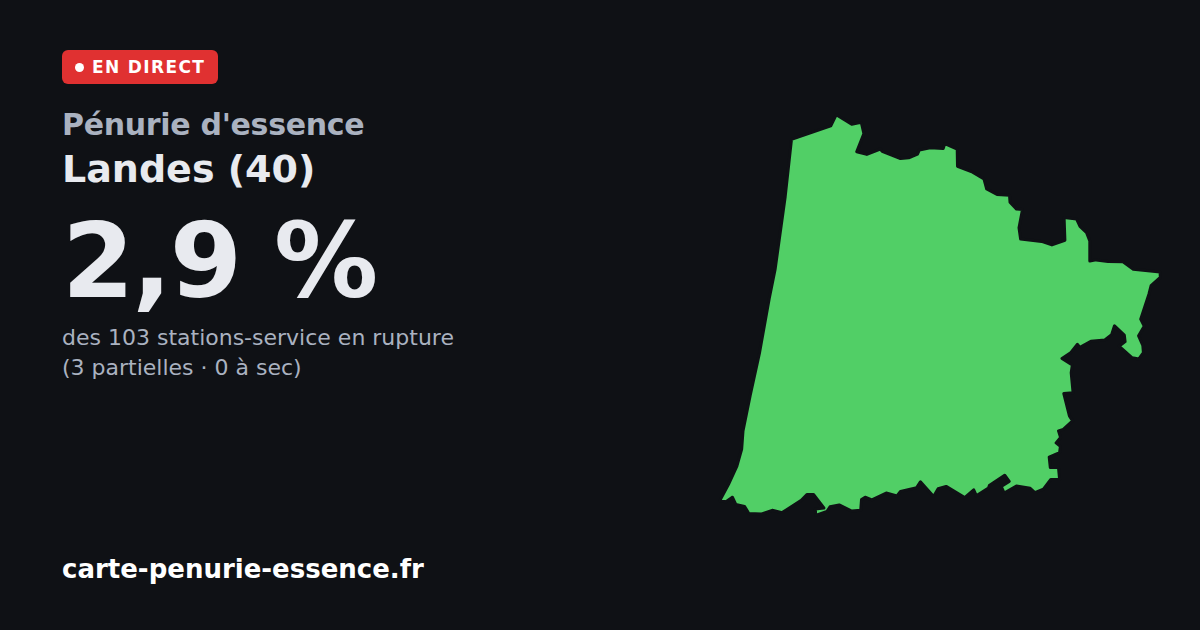 EN DIRECT
Pénurie d'essence
Landes (40)
2,9 %
des 103 stations-service en rupture
(3 partielles · 0 à sec)
carte-penurie-essence.fr